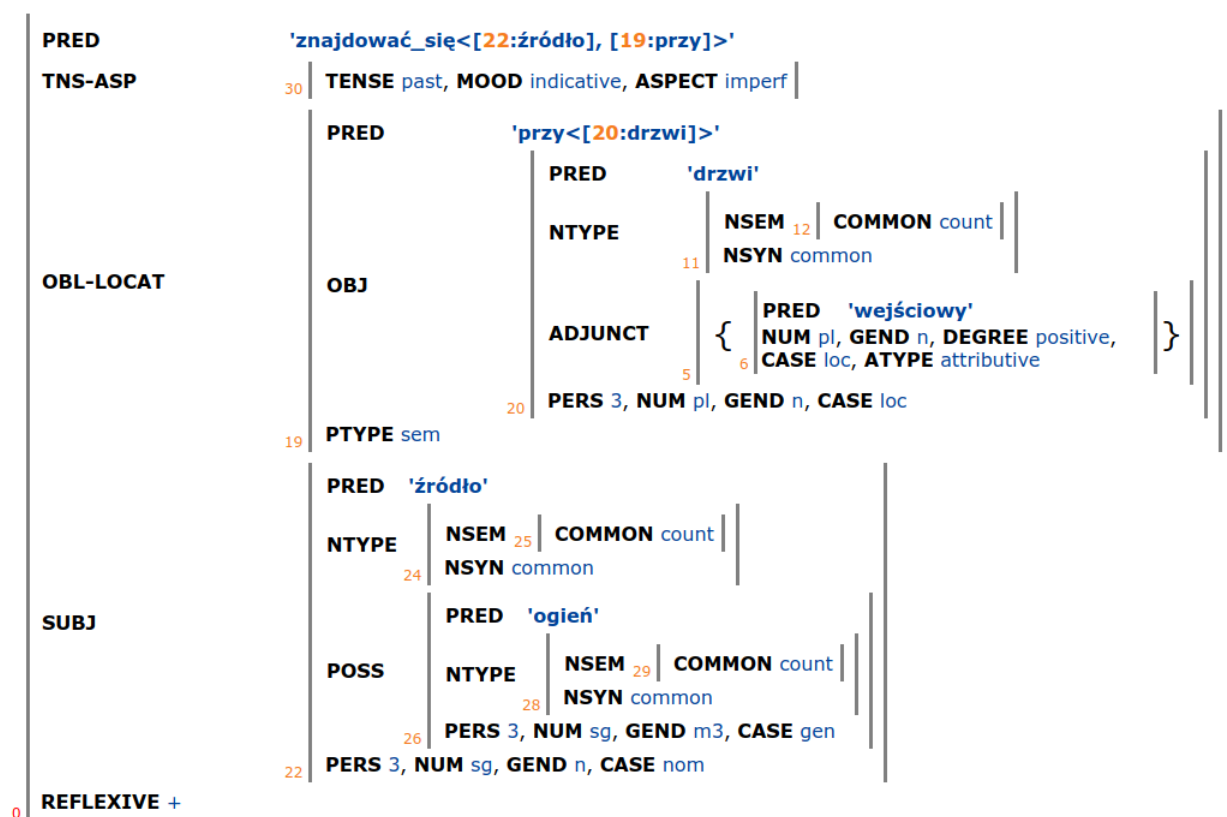 PRED 'znajdować_się<[22:źródło], [19:przy]>'
TNS-ASP 30 TENSE past, MOOD indicative, ASPECT imperf
PRED 'przy<[20:drzwi]>'
PRED 'drzwi'
NTYPE NSEM 12 COMMON count
11 NSYN common
OBL-LOCAT OBJ
ADJUNCT { PRED 'wejściowy' }
NUM pl, GEND n, DEGREE positive,
5 6 CASE loc, ATYPE attributive
20 PERS 3, NUM pl, GEND n, CASE loc
19 PTYPE sem
PRED 'źródło'
NTYPE NSEM 25 COMMON count
24 NSYN common
SUBJ
PRED 'ogień'
POSS NTYPE NSEM 29 COMMON count
28 NSYN common
26 PERS 3, NUM sg, GEND m3, CASE gen
22 PERS 3, NUM sg, GEND n, CASE nom
0 REFLEXIVE +